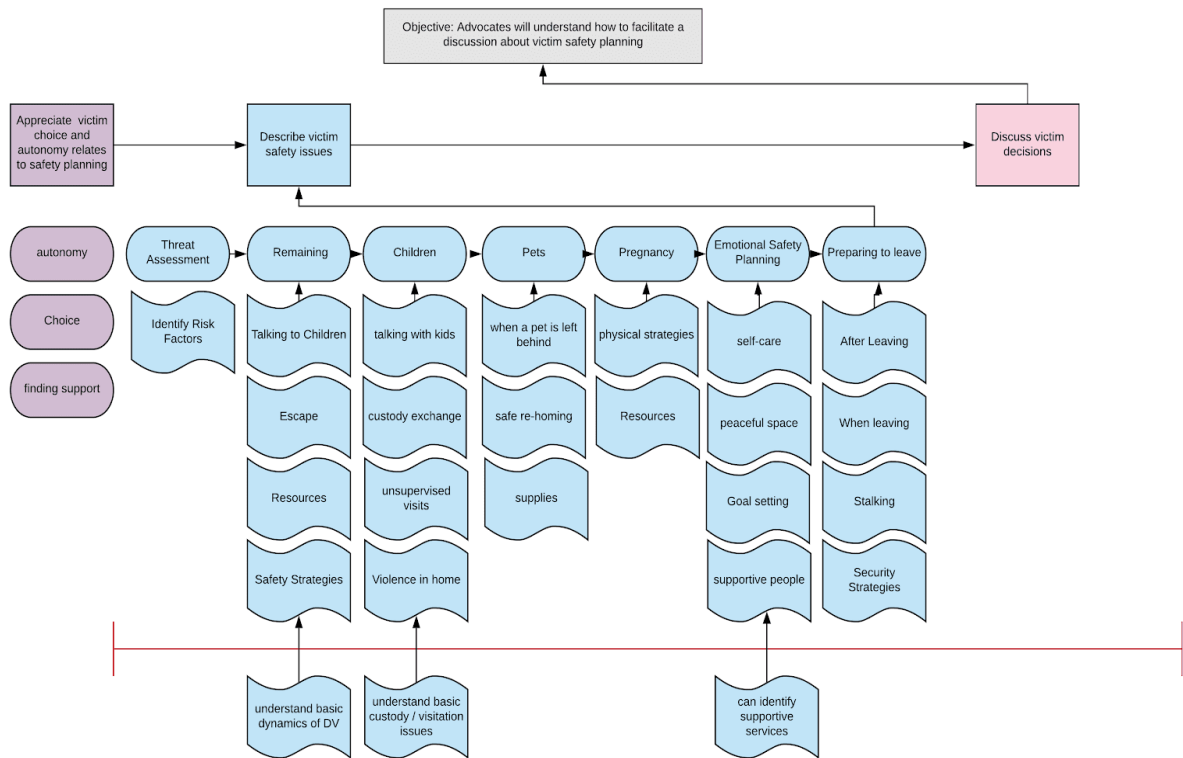 Objective: Advocates will understand how to facilitate a
discussion about victim safety planning
Appreciate victim
choice and
autonomy relates
to safety planning
Describe victim
safety issues
Discuss victim
decisions
autonomy
Threat
Assessment
Remaining
Children
Pets
Pregnancy
Emotional Safety
Planning
Preparing to leave
Choice
finding support
Identify Risk
Factors
Talking to Children
talking with kids
when a pet is left
behind
physical strategies
self-care
After Leaving
Escape
custody exchange
safe re-homing
Resources
peaceful space
When leaving
Resources
unsupervised
visits
supplies
Goal setting
Stalking
Safety Strategies
Violence in home
supportive people
Security
Strategies
understand basic
dynamics of DV
understand basic
custody / visitation
issues
can identify
supportive
services